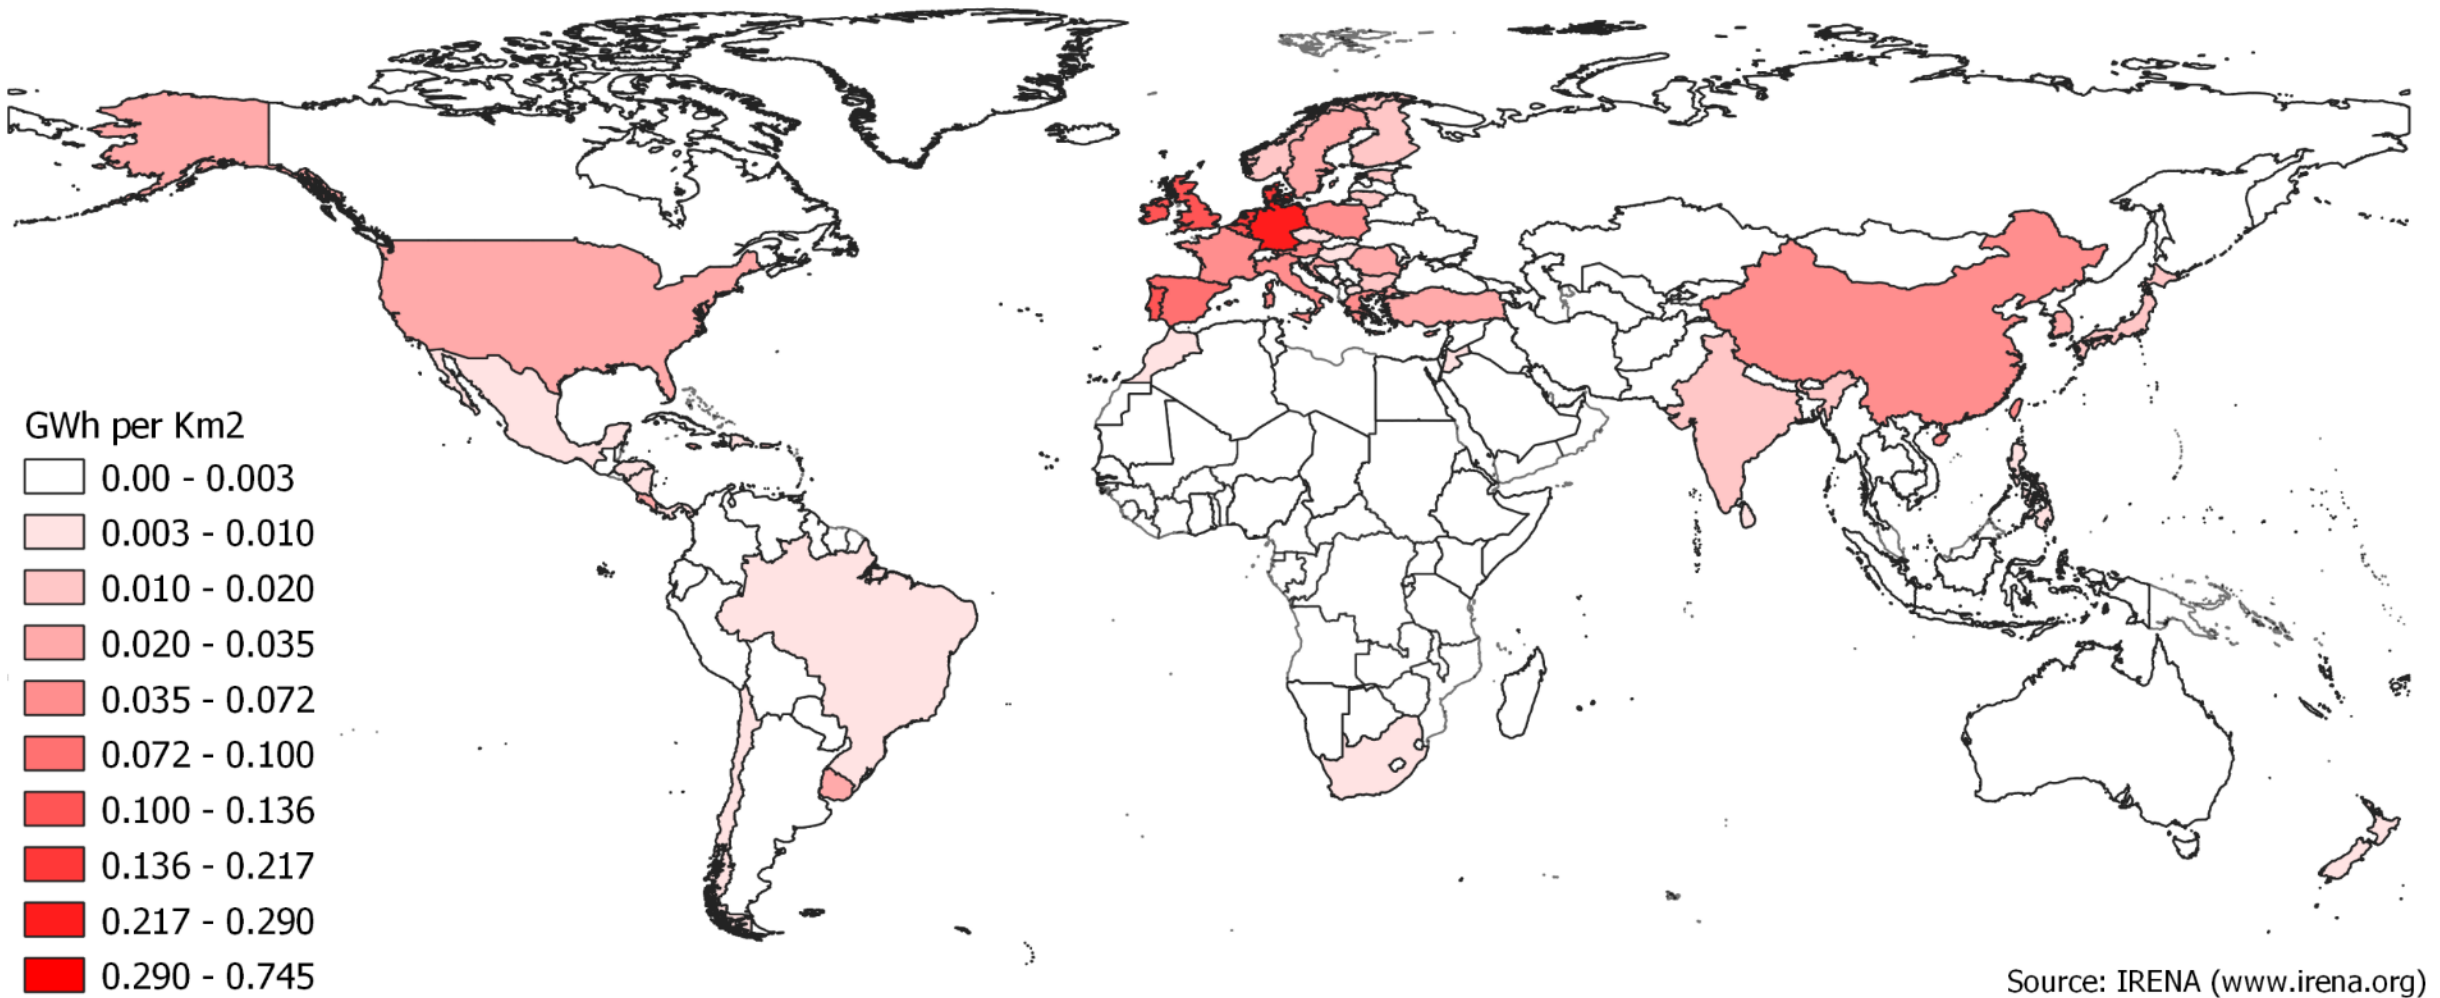 GWh per Km2
0.00 - 0.003
0.003 - 0.010
0.010 - 0.020
0.020 - 0.035
0.035 - 0.072
0.072 - 0.100
0.100 - 0.136
0.136 - 0.217
0.217 - 0.290
0.290 - 0.745
Source: IRENA (www.irena.org)